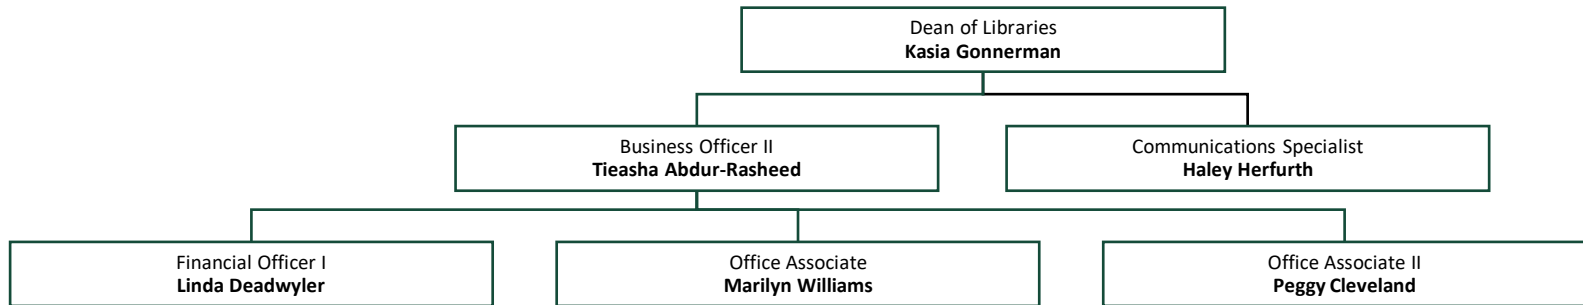 Dean of Libraries
Kasia Gonnerman
Business Officer II
Tieasha Abdur-Rasheed
Communications Specialist
Haley Herfurth
Financial Officer I
Linda Deadwyler
Office Associate
Marilyn Williams
Office Associate II
Peggy Cleveland